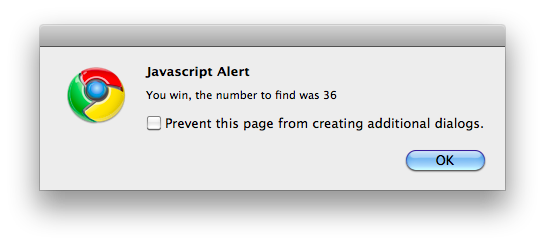 Javascript Alert
You win, the number to find was 36
Prevent this page from creating additional dialogs.
OK